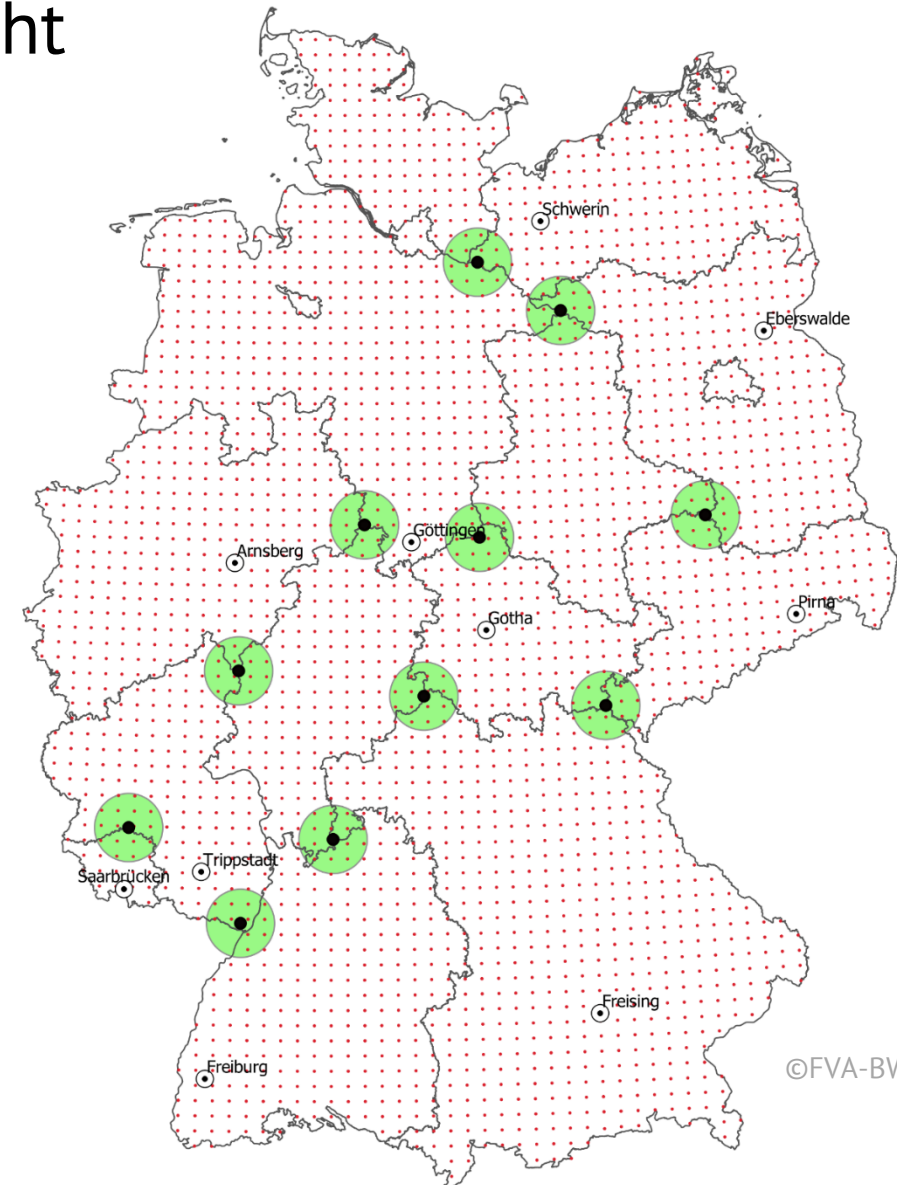 ht
Schwerin
Eberswalde
Göttingen
Arnsberg
Pirna
Gotha
Trippstadt
Saarbrücken
Freising
Freiburg
©FVA-BW